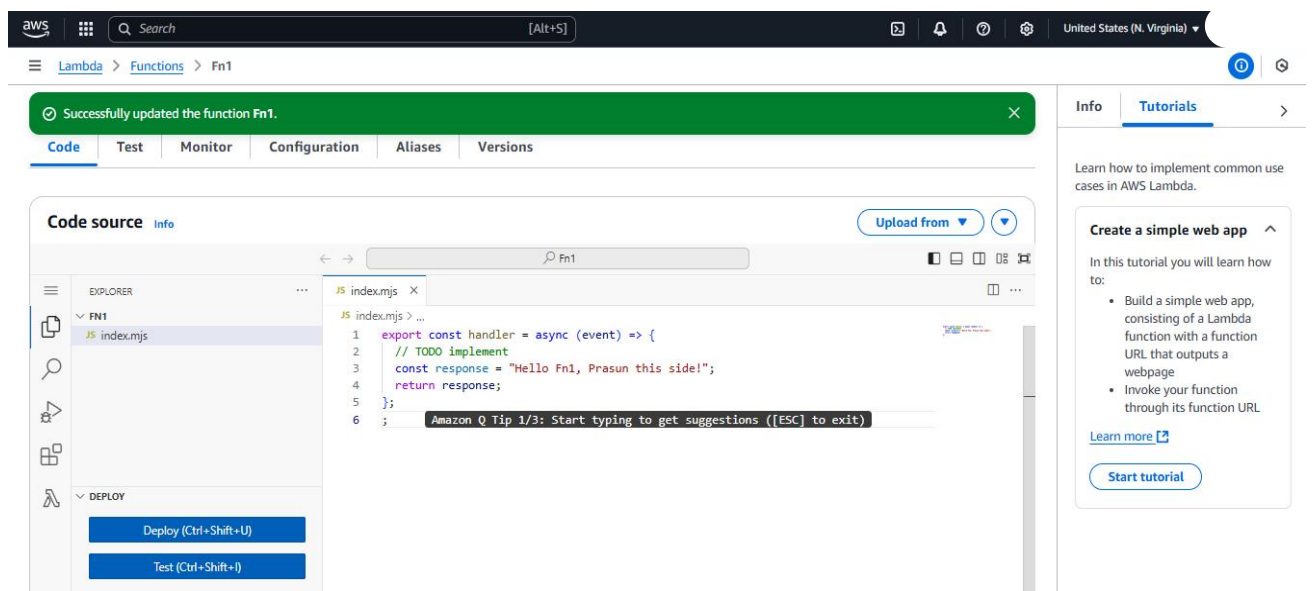 aws
Search
[Alt+S]
United States (N. Virginia)
Lambda > Functions > Fn1
Successfully updated the function Fn1.
Code Test Monitor Configuration Aliases Versions
Code source Info
Upload from
Fn1
EXPLORER ...
FN1
JS index.mjs
JS index.mjs
JS index.mjs > ...
1 export const handler = async (event) => {
2 // TODO implement
3 const response = "Hello Fn1, Prasun this side!";
4 return response;
5 };
6 ; Amazon Q Tip 1/3: Start typing to get suggestions ([ESC] to exit)
DEPLOY
Deploy (Ctrl+Shift+U)
Test (Ctrl+Shift+I)
Info Tutorials
Learn how to implement common use
cases in AWS Lambda.
Create a simple web app
In this tutorial you will learn how
to:
• Build a simple web app,
consisting of a Lambda
function with a function
URL that outputs a
webpage
• Invoke your function
through its function URL
Learn more
Start tutorial